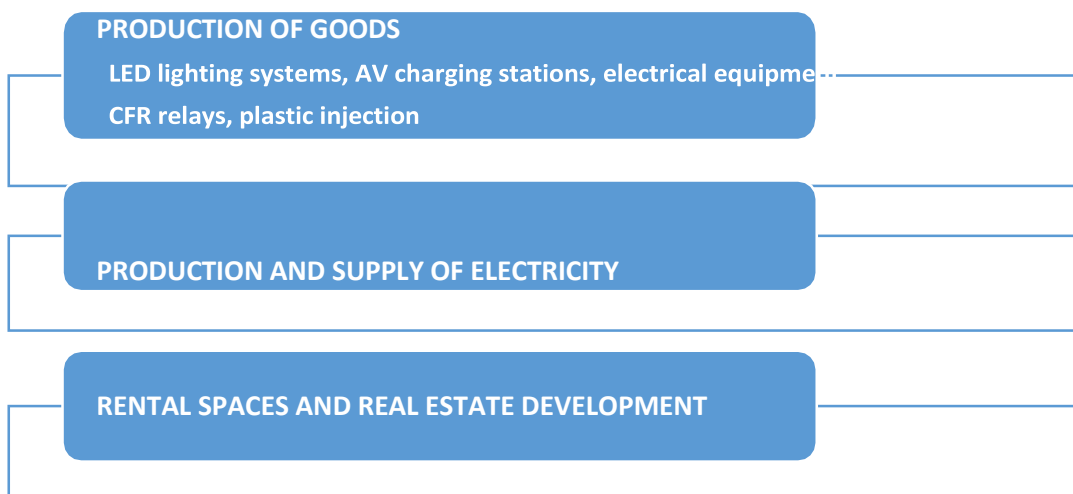 PRODUCTION OF GOODS
LED lighting systems, AV charging stations, electrical
CFR relays, plastic injection
PRODUCTION AND SUPPLY OF ELECTRICITY
RENTAL SPACES AND REAL ESTATE DEVELOPMENT